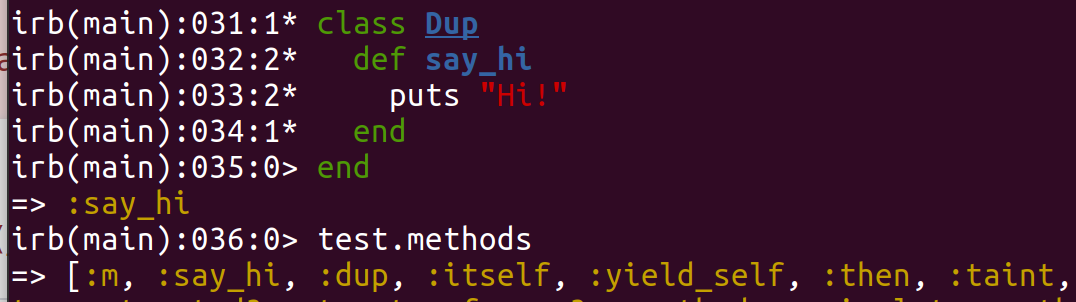 irb(main):031:1* class Dup
irb(main):032:2*   def say_hi
irb(main):033:2*     puts "Hi!"
irb(main):034:1*   end
irb(main):035:0> end
=> :say_hi
irb(main):036:0> test.methods
=> [:m, :say_hi, :dup, :itself, :yield_self, :then, :taint,